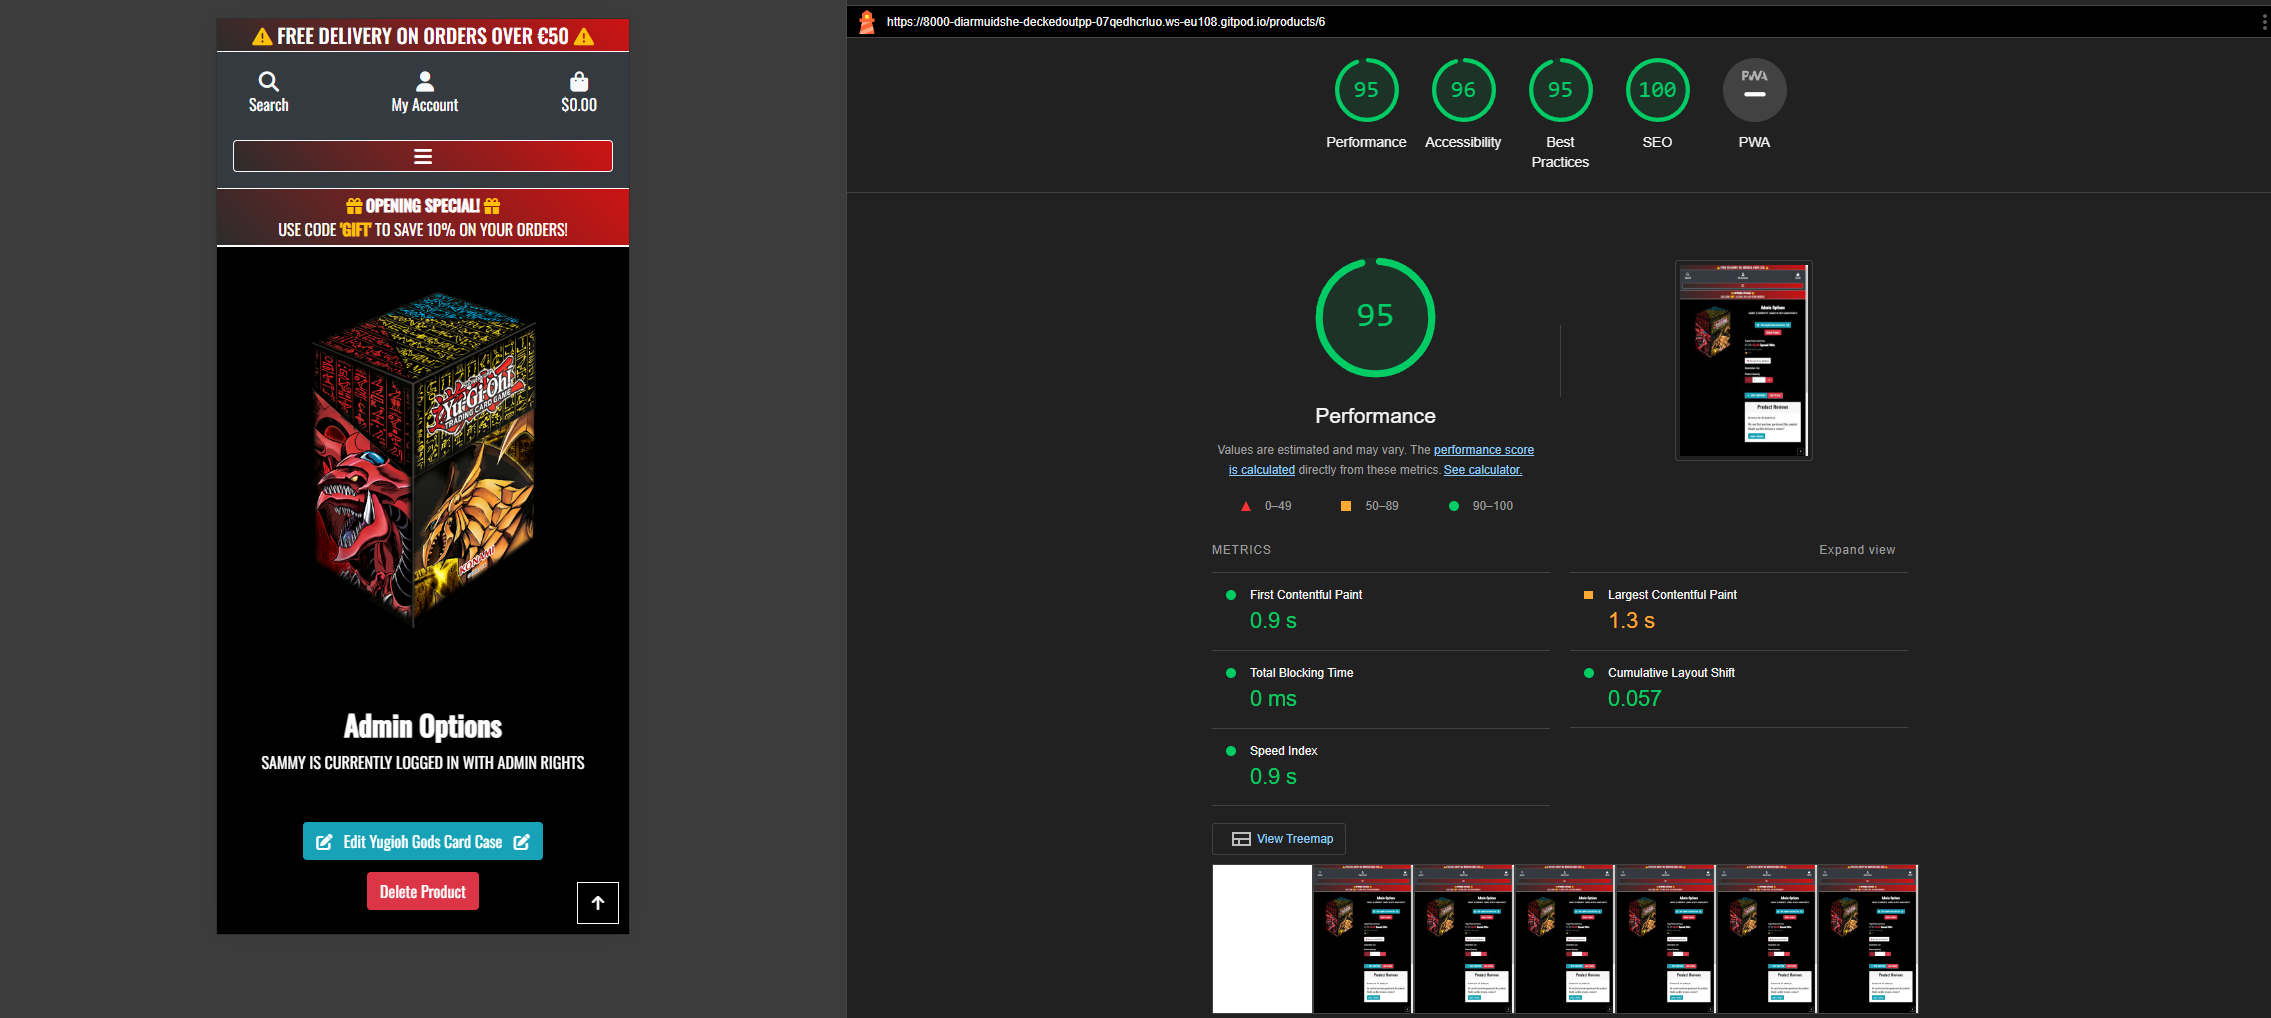 ⚠ FREE DELIVERY ON ORDERS OVER €50 ⚠
Search
My Account
$0.00
OPENING SPECIAL!
USE CODE 'GIFT' TO SAVE 10% ON YOUR ORDERS!
Yu-Gi-Oh!
TRADING CARD GAME
KONAMI
Admin Options
SAMMY IS CURRENTLY LOGGED IN WITH ADMIN RIGHTS
Edit Yugioh Gods Card Case
Delete Product
https://8000-diarmuidshe-deckedoutpp-07qedhcrluo.ws-eu108.gitpod.io/products/6
95
96
95
100
PWA
Performance
Accessibility
Best
Practices
SEO
PWA
95
Performance
Values are estimated and may vary. The performance score
is calculated directly from these metrics. See calculator.
0–49
50–89
90–100
METRICS
Expand view
First Contentful Paint
0.9 s
Largest Contentful Paint
1.3 s
Total Blocking Time
0 ms
Cumulative Layout Shift
0.057
Speed Index
0.9 s
View Treemap
Admin Options
Product Reviews